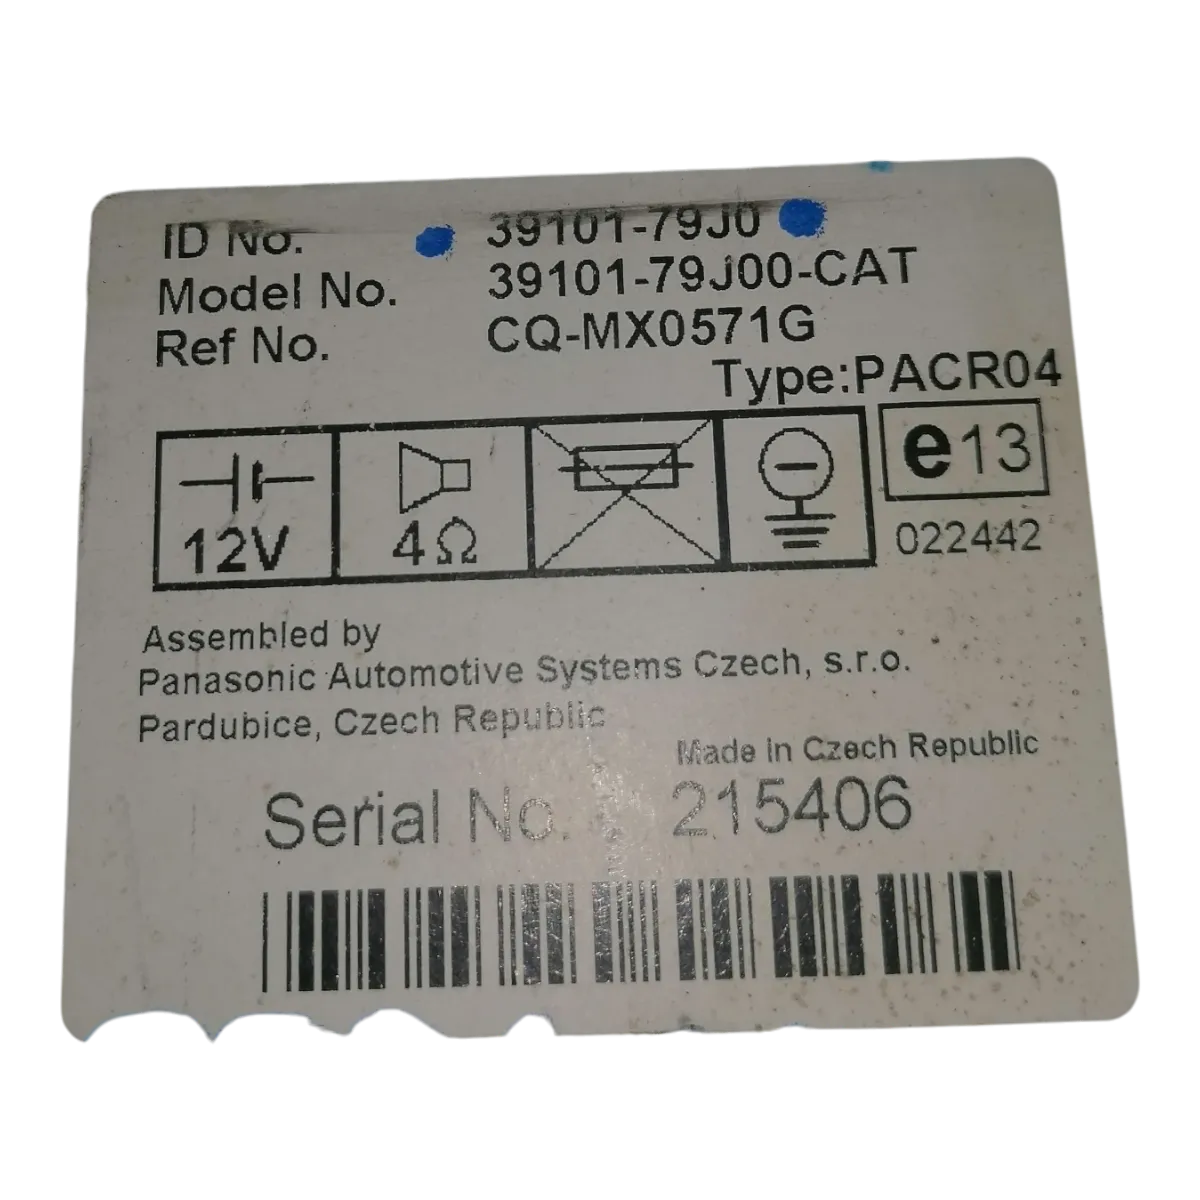 ID No. 39101-79J0
Model No. 39101-79J00-CAT
Ref No. CQ-MX0571G
Type:PACR04
12V 4Ω e13
022442
Assembled by
Panasonic Automotive Systems Czech, s.r.o.
Pardubice, Czech Republic
Made in Czech Republic
Serial No. 215406